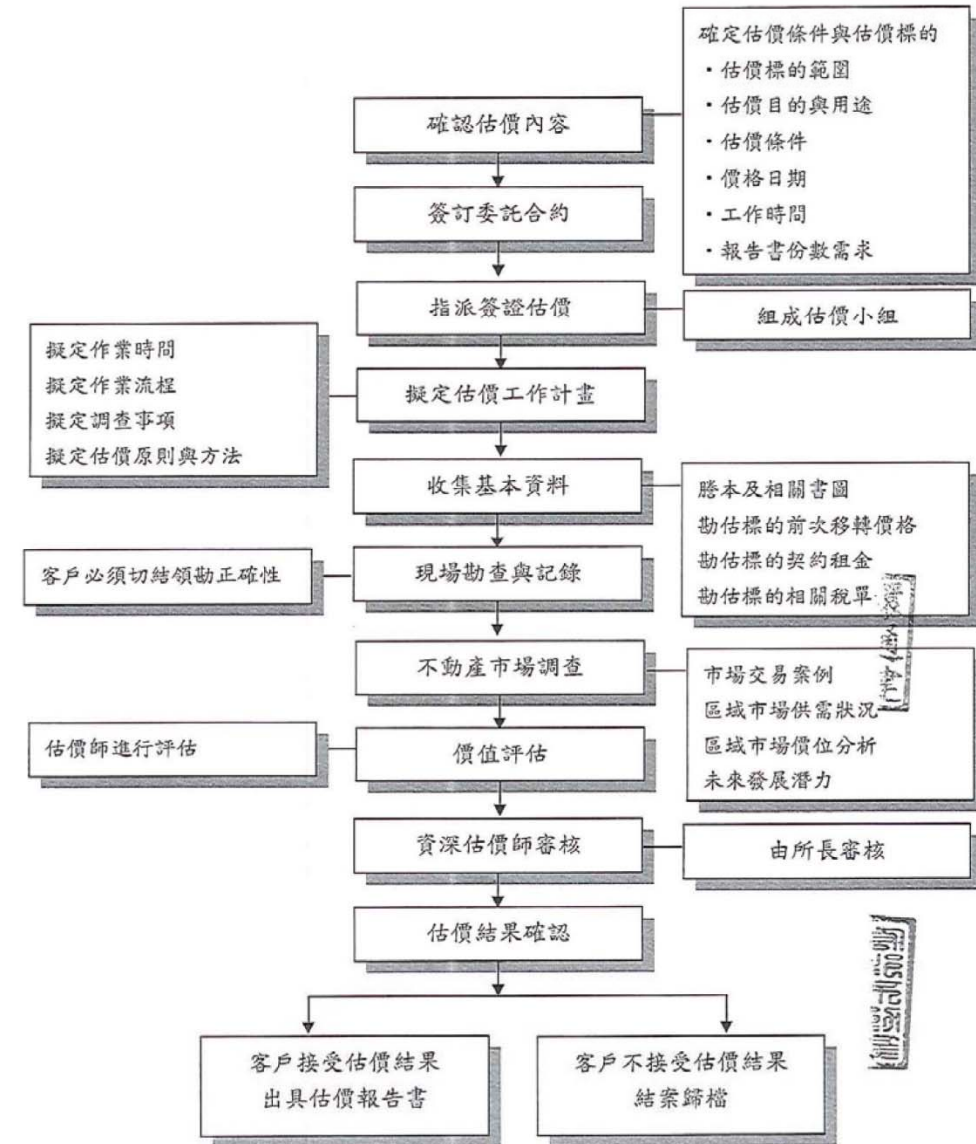 確認估價內容
確定估價條件與估價標的
・估價標的範圍
・估價目的與用途
・估價條件
・價格日期
・工作時間
・報告書份數需求
簽訂委託合約
指派簽證估價
組成估價小組
擬定作業時間
擬定作業流程
擬定調查事項
擬定估價原則與方法
擬定估價工作計畫
收集基本資料
謄本及相關書圖
勘估標的前次移轉價格
勘估標的契約租金
勘估標的相關稅單
客戶必須切結領勘正確性
現場勘查與記錄
不動產市場調查
市場交易案例
區域市場供需狀況
區域市場價位分析
未來發展潛力
估價師進行評估
價值評估
資深估價師審核
由所長審核
估價結果確認
客戶接受估價結果
出具估價報告書
客戶不接受估價結果
結案歸檔